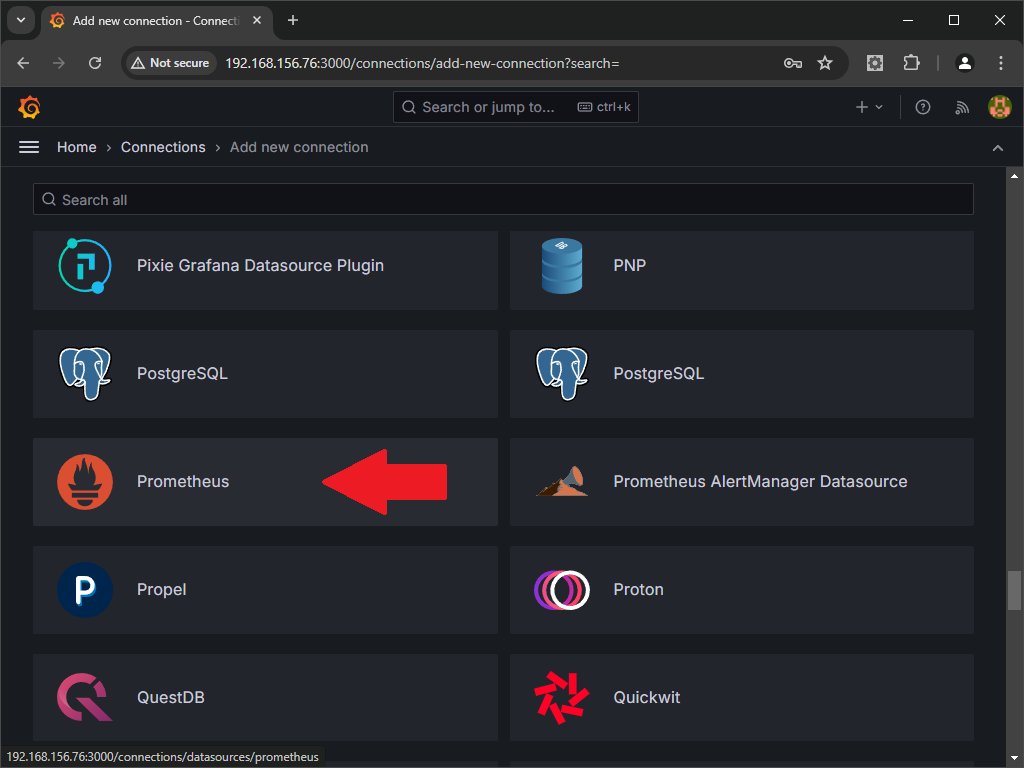 Add new connection - Connecti
Not secure
192.168.156.76:3000/connections/add-new-connection?search=
Search or jump to...
ctrl+k
Home › Connections › Add new connection
Search all
Pixie Grafana Datasource Plugin
PNP
PostgreSQL
PostgreSQL
Prometheus
Prometheus AlertManager Datasource
Propel
Proton
QuestDB
Quickwit
192.168.156.76:3000/connections/datasources/prometheus